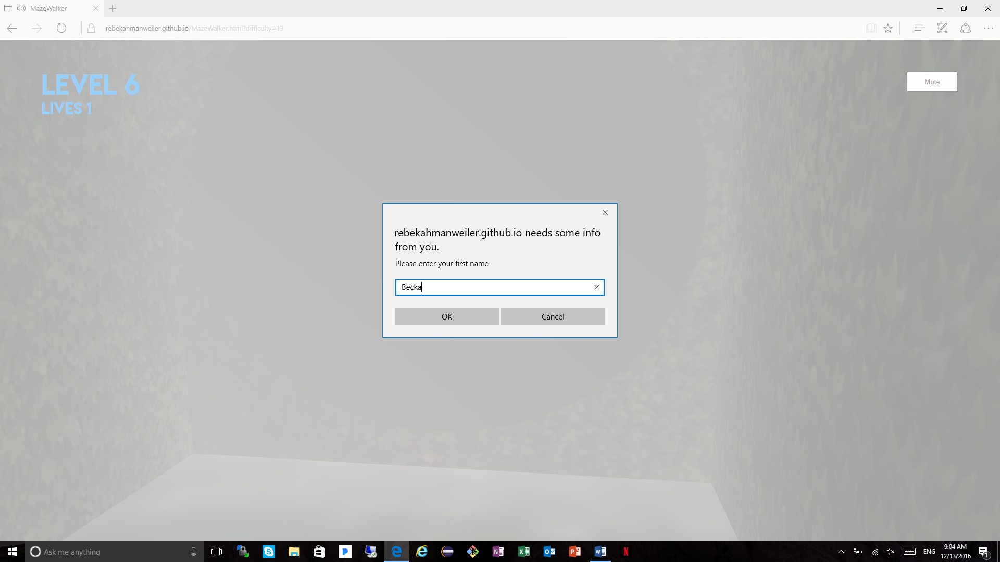 MazeWalker
rebekahmanweiler.github.io/MazeWalker.html?difficulty=13
LEVEL 6
LIVES 1
Mute
rebekahmanweiler.github.io needs some info
from you.
Please enter your first name
Becka
OK Cancel
Ask me anything
ENG
9:04 AM
12/13/2016
1